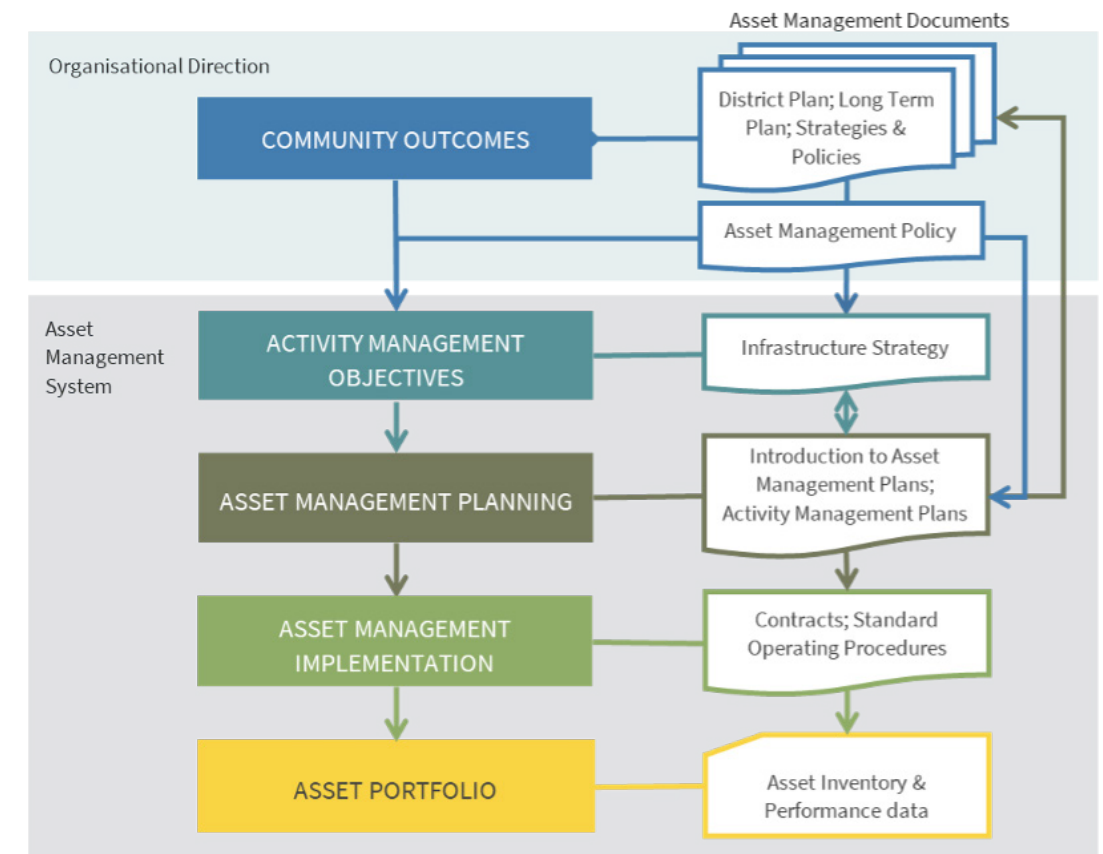 Asset Management Documents
Organisational Direction
District Plan; Long Term
Plan; Strategies &
Policies
COMMUNITY OUTCOMES
Asset Management Policy
Asset
Management
System
ACTIVITY MANAGEMENT
OBJECTIVES
Infrastructure Strategy
ASSET MANAGEMENT PLANNING
Introduction to Asset
Management Plans;
Activity Management Plans
ASSET MANAGEMENT
IMPLEMENTATION
Contracts; Standard
Operating Procedures
ASSET PORTFOLIO
Asset Inventory &
Performance data